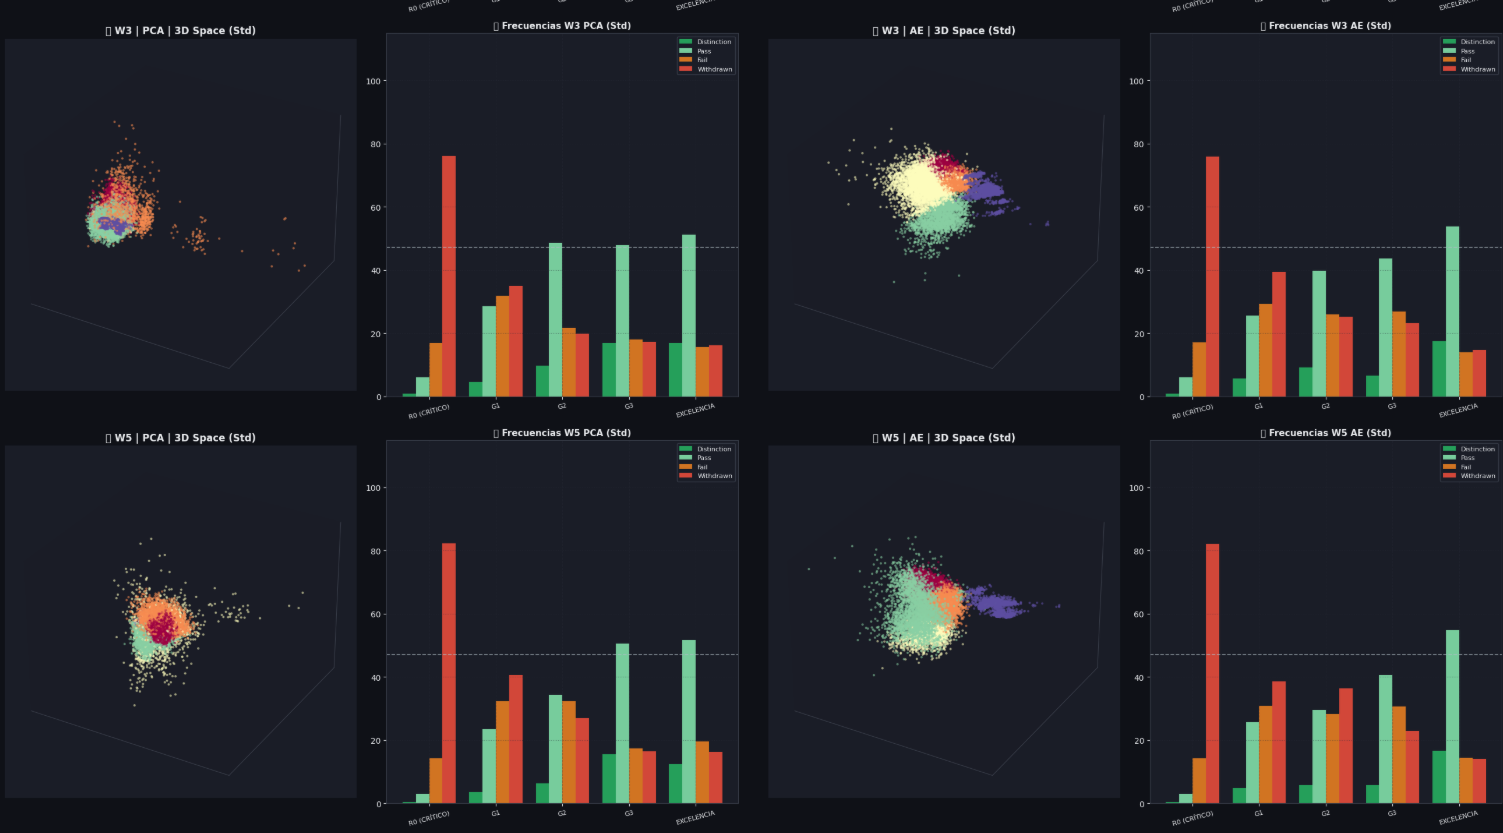 R0 (CRÍTICO)
EXCELENCIA
R0 (CRÍTICO)
EXCELENCIA
W3 | PCA | 3D Space (Std)
Frecuencias W3 PCA (Std)
Distinction
Pass
Fail
Withdrawn
100
80
60
40
20
0
R0 (CRÍTICO)
G1
G2
G3
EXCELENCIA
W3 | AE | 3D Space (Std)
Frecuencias W3 AE (Std)
Distinction
Pass
Fail
Withdrawn
100
80
60
40
20
0
R0 (CRÍTICO)
G1
G2
G3
EXCELENCIA
W5 | PCA | 3D Space (Std)
Frecuencias W5 PCA (Std)
Distinction
Pass
Fail
Withdrawn
100
80
60
40
20
0
R0 (CRÍTICO)
G1
G2
G3
EXCELENCIA
W5 | AE | 3D Space (Std)
Frecuencias W5 AE (Std)
Distinction
Pass
Fail
Withdrawn
100
80
60
40
20
0
R0 (CRÍTICO)
G1
G2
G3
EXCELENCIA